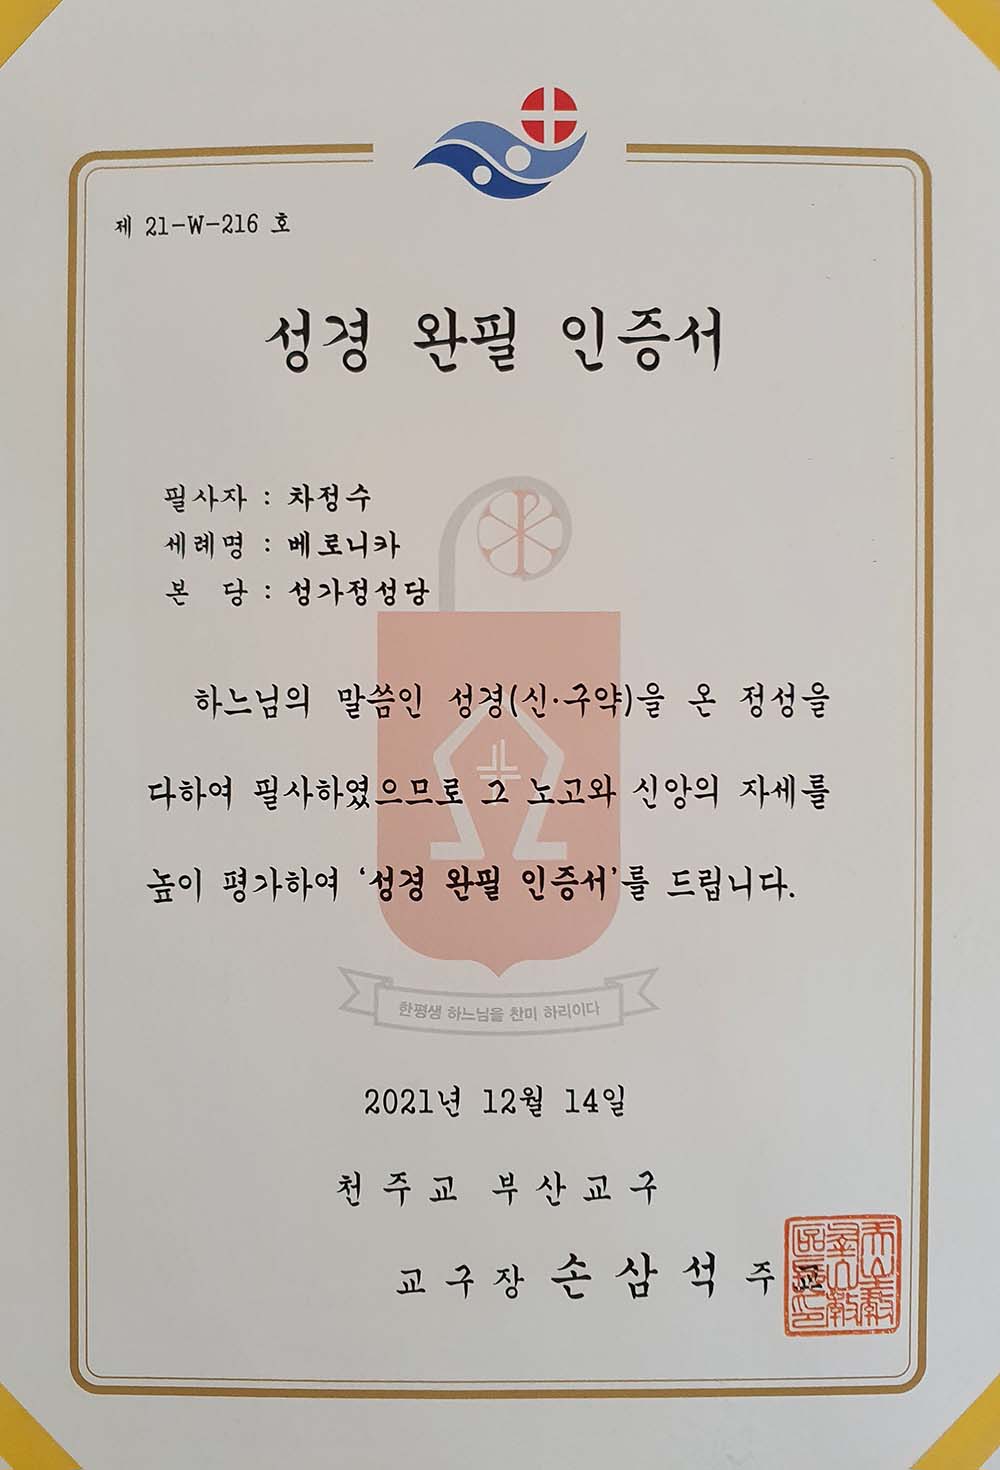 제 21-W-216 호
성경 완필 인증서
필사자 : 차정수
세례명 : 베로니카
본 당 : 성가정성당
하느님의 말씀인 성경(신·구약)을 온 정성을
다하여 필사하였으므로 그 노고와 신앙의 자세를
높이 평가하여 ‘성경 완필 인증서’를 드립니다.
한평생 하느님을 찬미 하리이다
2021년 12월 14일
천주교 부산교구
교구장 손삼석 주교